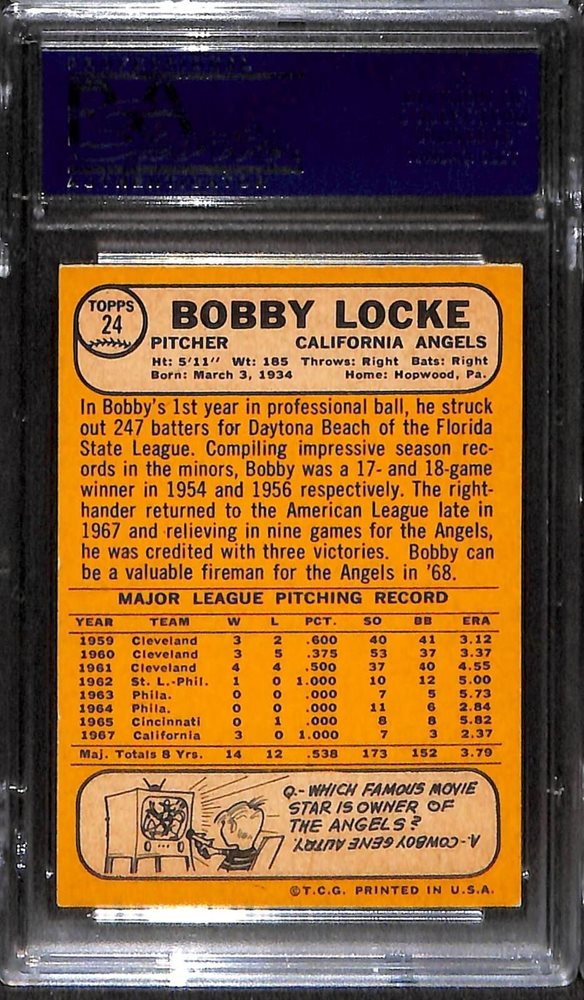 TOPPS
24
BOBBY LOCKE
PITCHER CALIFORNIA ANGELS
Ht: 5'11" Wt: 185 Throws: Right Bats: Right
Born: March 3, 1934 Home: Hopwood, Pa.
In Bobby's 1st year in professional ball, he struck
out 247 batters for Daytona Beach of the Florida
State League. Compiling impressive season rec-
ords in the minors, Bobby was a 17- and 18-game
winner in 1954 and 1956 respectively. The right-
hander returned to the American League late in
1967 and relieving in nine games for the Angels,
he was credited with three victories. Bobby can
be a valuable fireman for the Angels in '68.
MAJOR LEAGUE PITCHING RECORD
YEAR TEAM W L PCT. SO BB ERA
1959 Cleveland 3 2 .600 40 41 3.12
1960 Cleveland 3 5 .375 53 37 3.37
1961 Cleveland 4 4 .500 37 40 4.55
1962 St. L.-Phil. 1 0 1.000 10 12 5.00
1963 Phila. 0 0 .000 7 5 5.73
1964 Phila. 0 0 .000 11 6 2.84
1965 Cincinnati 0 1 .000 8 8 5.82
1967 California 3 0 1.000 7 3 2.37
Maj. Totals 8 Yrs. 14 12 .538 173 152 3.79
Q.- WHICH FAMOUS MOVIE
STAR IS OWNER OF
THE ANGELS?
A. COWBOY GENE AUTRY
©T.C.G. PRINTED IN U.S.A.